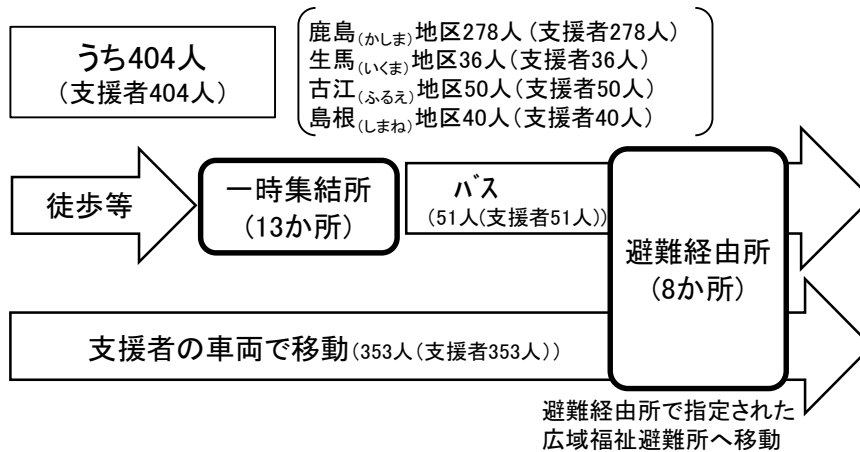 うち404人
(支援者404人)
鹿島(かしま)地区278人(支援者278人)
生馬(いくま)地区36人(支援者36人)
古江(ふるえ)地区50人(支援者50人)
島根(しまね)地区40人(支援者40人)
徒歩等
一時集結所
(13か所)
バス
(51人(支援者51人))
避難経由所
(8か所)
支援者の車両で移動(353人(支援者353人))
避難経由所で指定された
広域福祉避難所へ移動